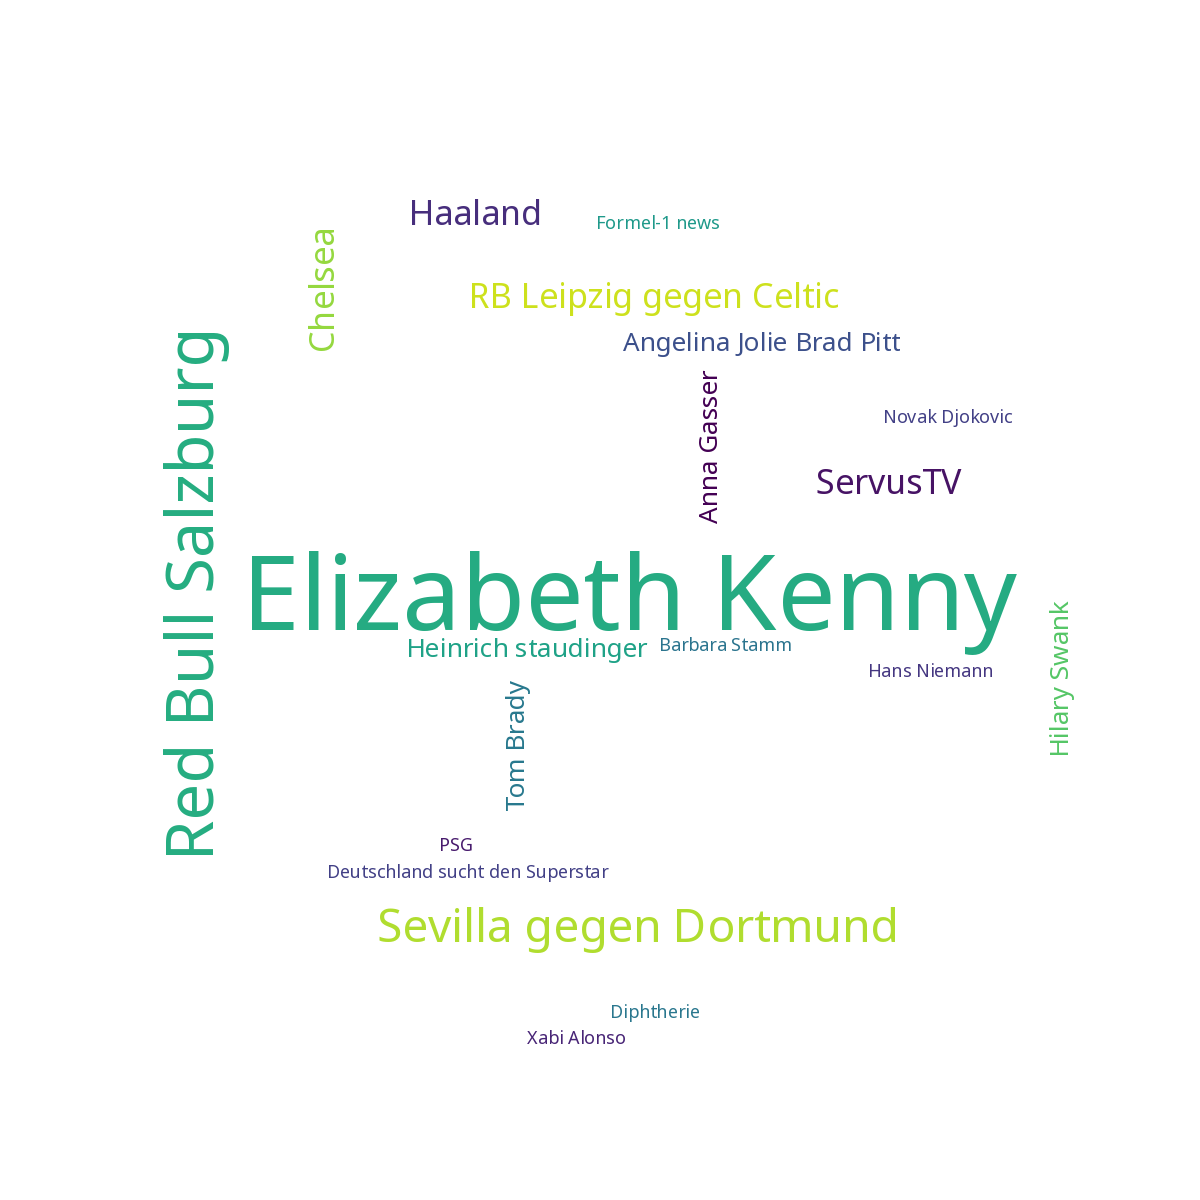 Haaland
Formel-1 news
Chelsea
RB Leipzig gegen Celtic
Angelina Jolie Brad Pitt
Red Bull Salzburg
Anna Gasser
Novak Djokovic
ServusTV
Elizabeth Kenny
Heinrich staudinger
Barbara Stamm
Hans Niemann
Hilary Swank
Tom Brady
PSG
Deutschland sucht den Superstar
Sevilla gegen Dortmund
Diphtherie
Xabi Alonso